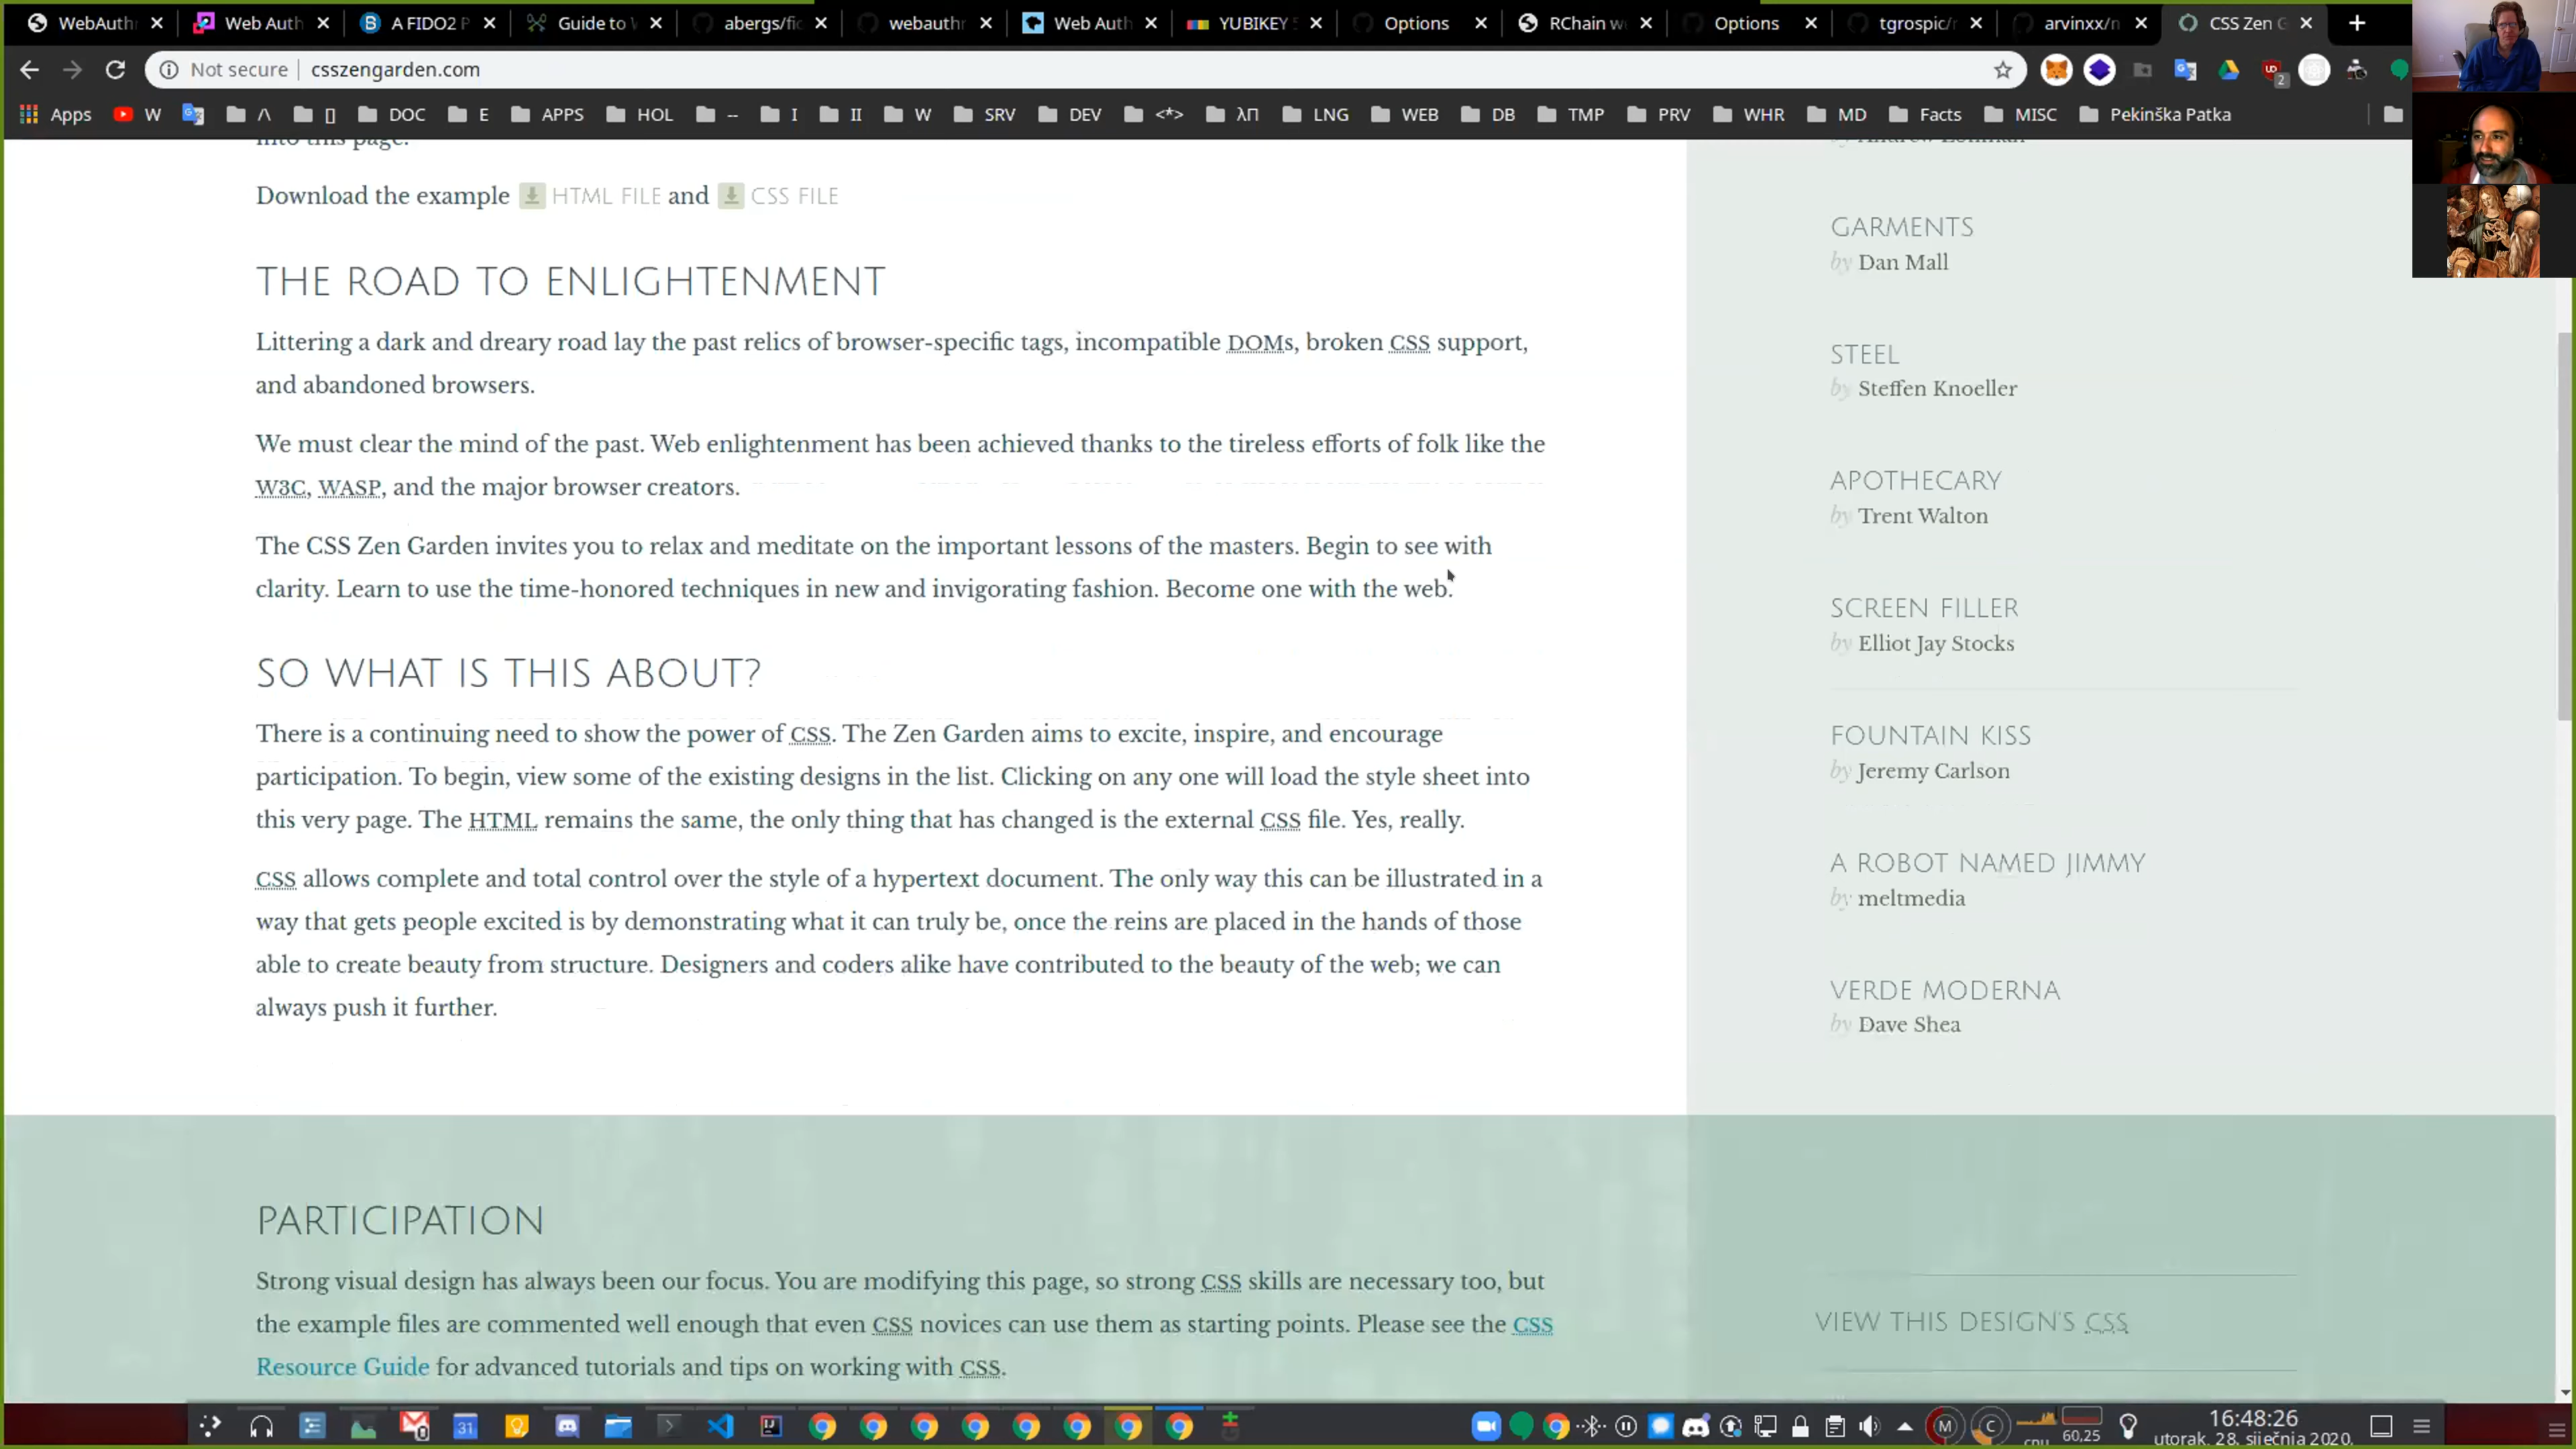 WebAuth
Web Auth
A FIDO2 P
Guide to
abergs/fi
webauth
Web Auth
YUBIKEY
Options
RChain w
Options
tgrospic/
arvinxx/n
CSS Zen G
Not secure
csszengarden.com
Apps
W
/\
[]
DOC
E
APPS
HOL
--
I
II
W
SRV
DEV
<*>
λΠ
LNG
WEB
DB
TMP
PRV
WHR
MD
Facts
MISC
Pekinška Patka
into this page.
Download the example HTML FILE and CSS FILE
THE ROAD TO ENLIGHTENMENT
Littering a dark and dreary road lay the past relics of browser-specific tags, incompatible DOMs, broken CSS support,
and abandoned browsers.
We must clear the mind of the past. Web enlightenment has been achieved thanks to the tireless efforts of folk like the
W3C, WASP, and the major browser creators.
The CSS Zen Garden invites you to relax and meditate on the important lessons of the masters. Begin to see with
clarity. Learn to use the time-honored techniques in new and invigorating fashion. Become one with the web.
SO WHAT IS THIS ABOUT?
There is a continuing need to show the power of CSS. The Zen Garden aims to excite, inspire, and encourage
participation. To begin, view some of the existing designs in the list. Clicking on any one will load the style sheet into
this very page. The HTML remains the same, the only thing that has changed is the external CSS file. Yes, really.
CSS allows complete and total control over the style of a hypertext document. The only way this can be illustrated in a
way that gets people excited is by demonstrating what it can truly be, once the reins are placed in the hands of those
able to create beauty from structure. Designers and coders alike have contributed to the beauty of the web; we can
always push it further.
PARTICIPATION
Strong visual design has always been our focus. You are modifying this page, so strong CSS skills are necessary too, but
the example files are commented well enough that even CSS novices can use them as starting points. Please see the CSS
Resource Guide for advanced tutorials and tips on working with CSS.
GARMENTS
by Dan Mall
STEEL
by Steffen Knoeller
APOTHECARY
by Trent Walton
SCREEN FILLER
by Elliot Jay Stocks
FOUNTAIN KISS
by Jeremy Carlson
A ROBOT NAMED JIMMY
by meltmedia
VERDE MODERNA
by Dave Shea
VIEW THIS DESIGN'S CSS
31
M
C
60,25
16:48:26
utorak, 28. siječnja 2020.